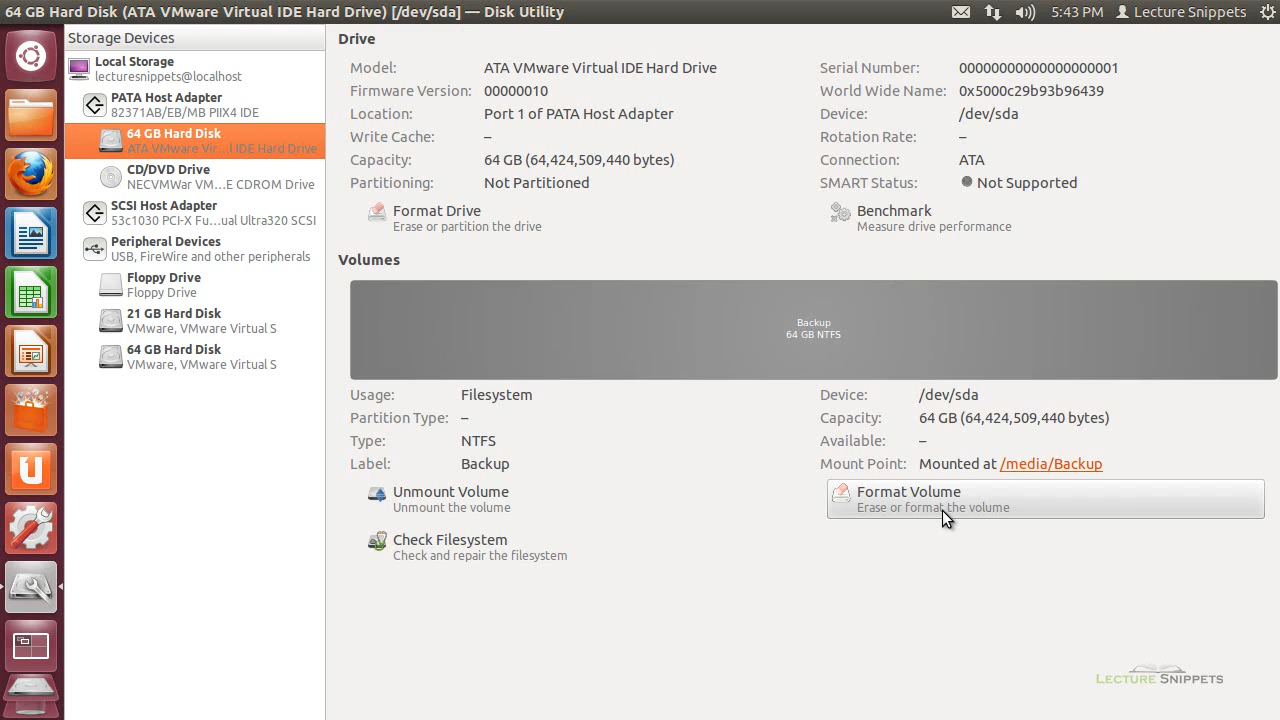 64 GB Hard Disk (ATA VMware Virtual IDE Hard Drive) [/dev/sda] — Disk Utility
5:43 PM
Lecture Snippets
Storage Devices
Local Storage
lecturesnippets@localhost
PATA Host Adapter
82371AB/EB/MB PIIX4 IDE
64 GB Hard Disk
ATA VMware Vir...l IDE Hard Drive
CD/DVD Drive
NECVMWar VM...E CDROM Drive
SCSI Host Adapter
53c1030 PCI-X Fu...ual Ultra320 SCSI
Peripheral Devices
USB, FireWire and other peripherals
Floppy Drive
Floppy Drive
21 GB Hard Disk
VMware, VMware Virtual S
64 GB Hard Disk
VMware, VMware Virtual S
Drive
Model: ATA VMware Virtual IDE Hard Drive
Serial Number: 00000000000000000001
Firmware Version: 00000010
World Wide Name: 0x5000c29b93b96439
Location: Port 1 of PATA Host Adapter
Device: /dev/sda
Write Cache: –
Rotation Rate: –
Capacity: 64 GB (64,424,509,440 bytes)
Connection: ATA
Partitioning: Not Partitioned
SMART Status: Not Supported
Format Drive
Erase or partition the drive
Benchmark
Measure drive performance
Volumes
Backup
64 GB NTFS
Usage: Filesystem
Device: /dev/sda
Partition Type: –
Capacity: 64 GB (64,424,509,440 bytes)
Type: NTFS
Available: –
Label: Backup
Mount Point: Mounted at /media/Backup
Unmount Volume
Unmount the volume
Format Volume
Erase or format the volume
Check Filesystem
Check and repair the filesystem
LECTURE SNIPPETS